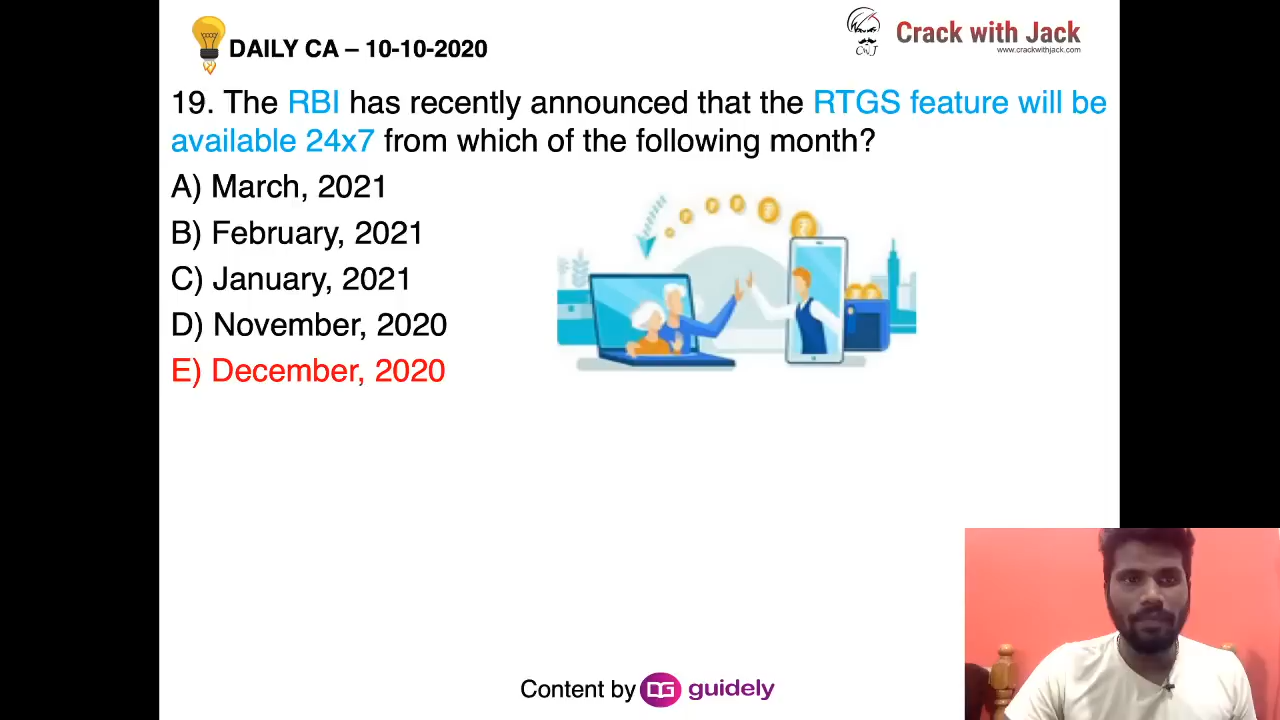 DAILY CA – 10-10-2020
Crack with Jack
www.crackwithjack.com
CWJ
19. The RBI has recently announced that the RTGS feature will be
available 24x7 from which of the following month?
A) March, 2021
B) February, 2021
C) January, 2021
D) November, 2020
E) December, 2020
Content by guidely